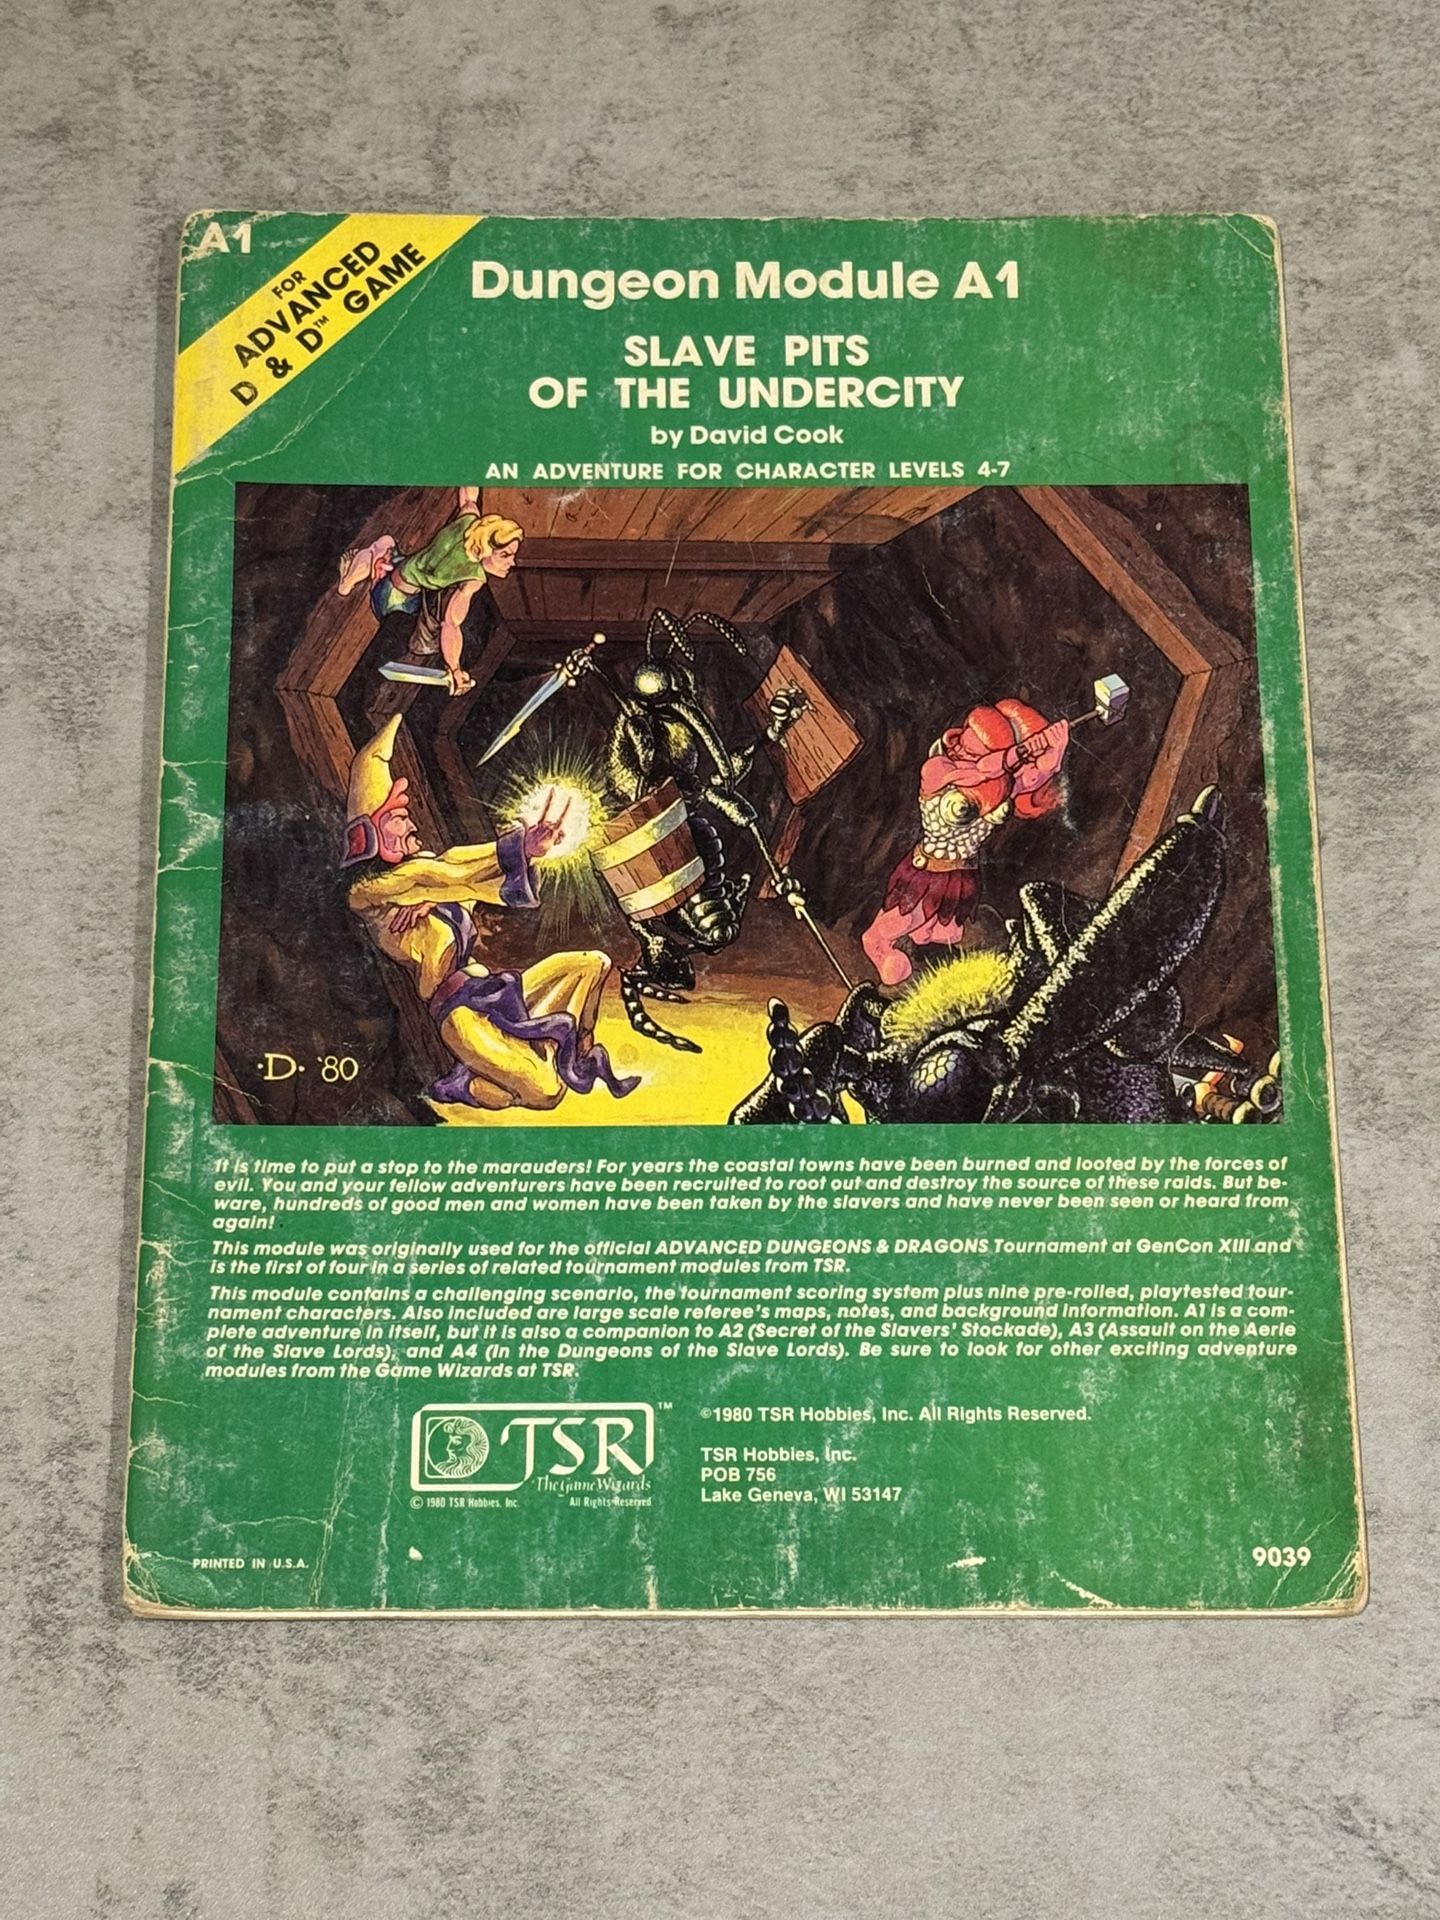 A1
FOR
ADVANCED
D & D™ GAME
Dungeon Module A1
SLAVE PITS
OF THE UNDERCITY
by David Cook
AN ADVENTURE FOR CHARACTER LEVELS 4-7
·D· '80
It is time to put a stop to the marauders! For years the coastal towns have been burned and looted by the forces of
evil. You and your fellow adventurers have been recruited to root out and destroy the source of these raids. But be-
ware, hundreds of good men and women have been taken by the slavers and have never been seen or heard from
again!
This module was originally used for the official ADVANCED DUNGEONS & DRAGONS Tournament at GenCon XIII and
is the first of four in a series of related tournament modules from TSR.
This module contains a challenging scenario, the tournament scoring system plus nine pre-rolled, playtested tour-
nament characters. Also included are large scale referee's maps, notes, and background information. A1 is a com-
plete adventure in itself, but it is also a companion to A2 (Secret of the Slavers' Stockade), A3 (Assault on the Aerie
of the Slave Lords), and A4 (In the Dungeons of the Slave Lords). Be sure to look for other exciting adventure
modules from the Game Wizards at TSR.
TSR™
The Game Wizards
© 1980 TSR Hobbies, Inc. All Rights Reserved
©1980 TSR Hobbies, Inc. All Rights Reserved.
TSR Hobbies, Inc.
POB 756
Lake Geneva, WI 53147
PRINTED IN U.S.A.
9039